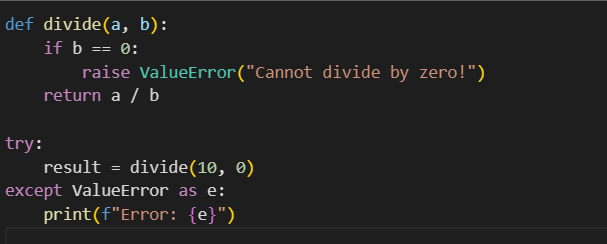 def divide(a, b):
    if b == 0:
        raise ValueError("Cannot divide by zero!")
    return a / b

try:
    result = divide(10, 0)
except ValueError as e:
    print(f"Error: {e}")